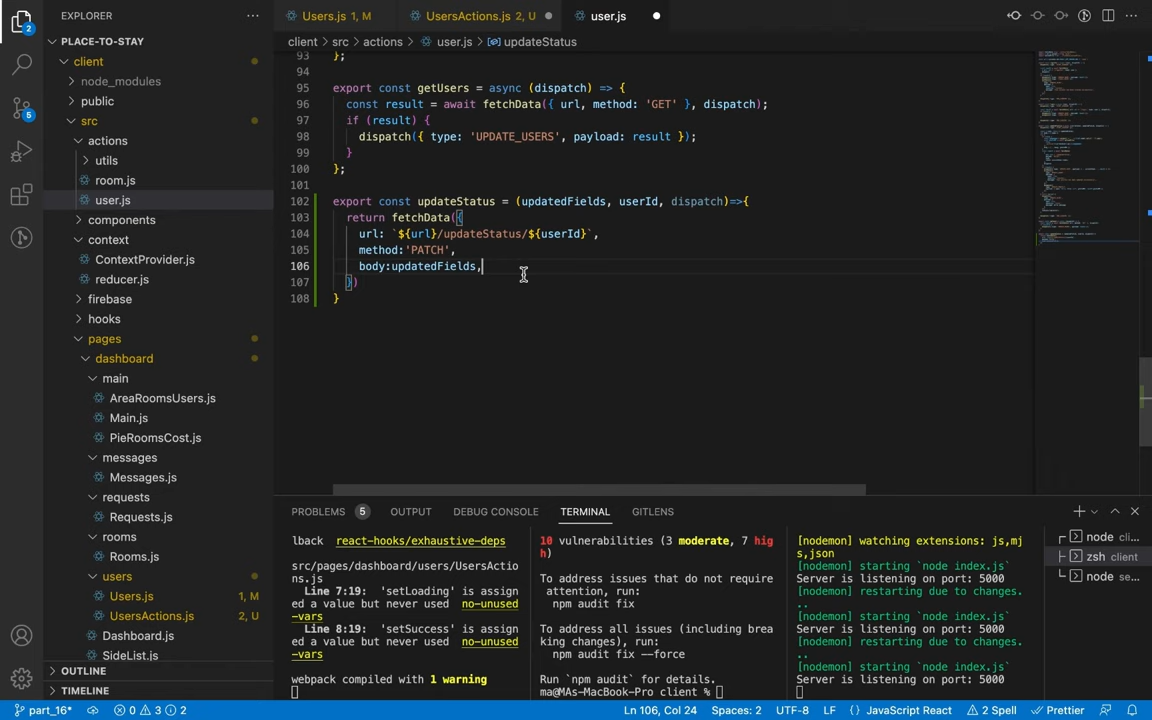 EXPLORER
Users.js 1, M
UsersActions.js 2, U
user.js
PLACE-TO-STAY
client > src > actions > user.js > updateStatus
2
5
client
node_modules
public
src
actions
utils
room.js
user.js
components
context
ContextProvider.js
reducer.js
firebase
hooks
pages
dashboard
main
AreaRoomsUsers.js
Main.js
PieRoomsCost.js
messages
Messages.js
requests
Requests.js
rooms
Rooms.js
users
Users.js 1, M
UsersActions.js 2, U
Dashboard.js
SideList.js
OUTLINE
TIMELINE
93 };
94
95 export const getUsers = async (dispatch) => {
96 const result = await fetchData({ url, method: 'GET' }, dispatch);
97 if (result) {
98 dispatch({ type: 'UPDATE_USERS', payload: result });
99 }
100 };
101
102 export const updateStatus = (updatedFields, userId, dispatch)=>{
103 return fetchData({
104 url: `${url}/updateStatus/${userId}`,
105 method:'PATCH',
106 body:updatedFields,
107 })
108 }
PROBLEMS 5 OUTPUT DEBUG CONSOLE TERMINAL GITLENS
lback react-hooks/exhaustive-deps
src/pages/dashboard/users/UsersActio
ns.js
Line 7:19: 'setLoading' is assign
ed a value but never used no-unused
-vars
Line 8:19: 'setSuccess' is assign
ed a value but never used no-unused
-vars
webpack compiled with 1 warning
10 vulnerabilities (3 moderate, 7 hig
h)
To address issues that do not require
attention, run:
npm audit fix
To address all issues (including brea
king changes), run:
npm audit fix --force
Run `npm audit` for details.
ma@MAs-MacBook-Pro client %
[nodemon] watching extensions: js,mj
s,json
[nodemon] starting `node index.js`
Server is listening on port: 5000
[nodemon] restarting due to changes.
..
[nodemon] starting `node index.js`
Server is listening on port: 5000
[nodemon] restarting due to changes.
..
[nodemon] starting `node index.js`
Server is listening on port: 5000
node cli...
zsh client
node se...
part_16* 0 3 2
Ln 106, Col 24 Spaces: 2 UTF-8 LF {} JavaScript React 2 Spell Prettier